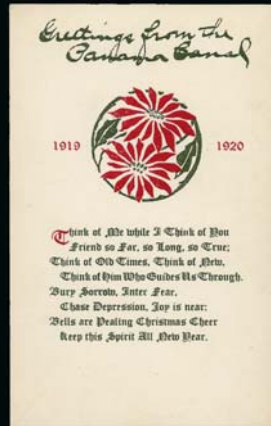 Greetings from the
Panama Canal
1919 1920
Think of Me while I Think of You
Friend so Far, so Long, so True;
Think of Old Times, Think of New,
Think of Him Who Guides Us Through.
Bury Sorrow, Inter Fear,
Chase Depression, Joy is near;
Bells are Pealing Christmas Cheer
Keep this Spirit All New Year.